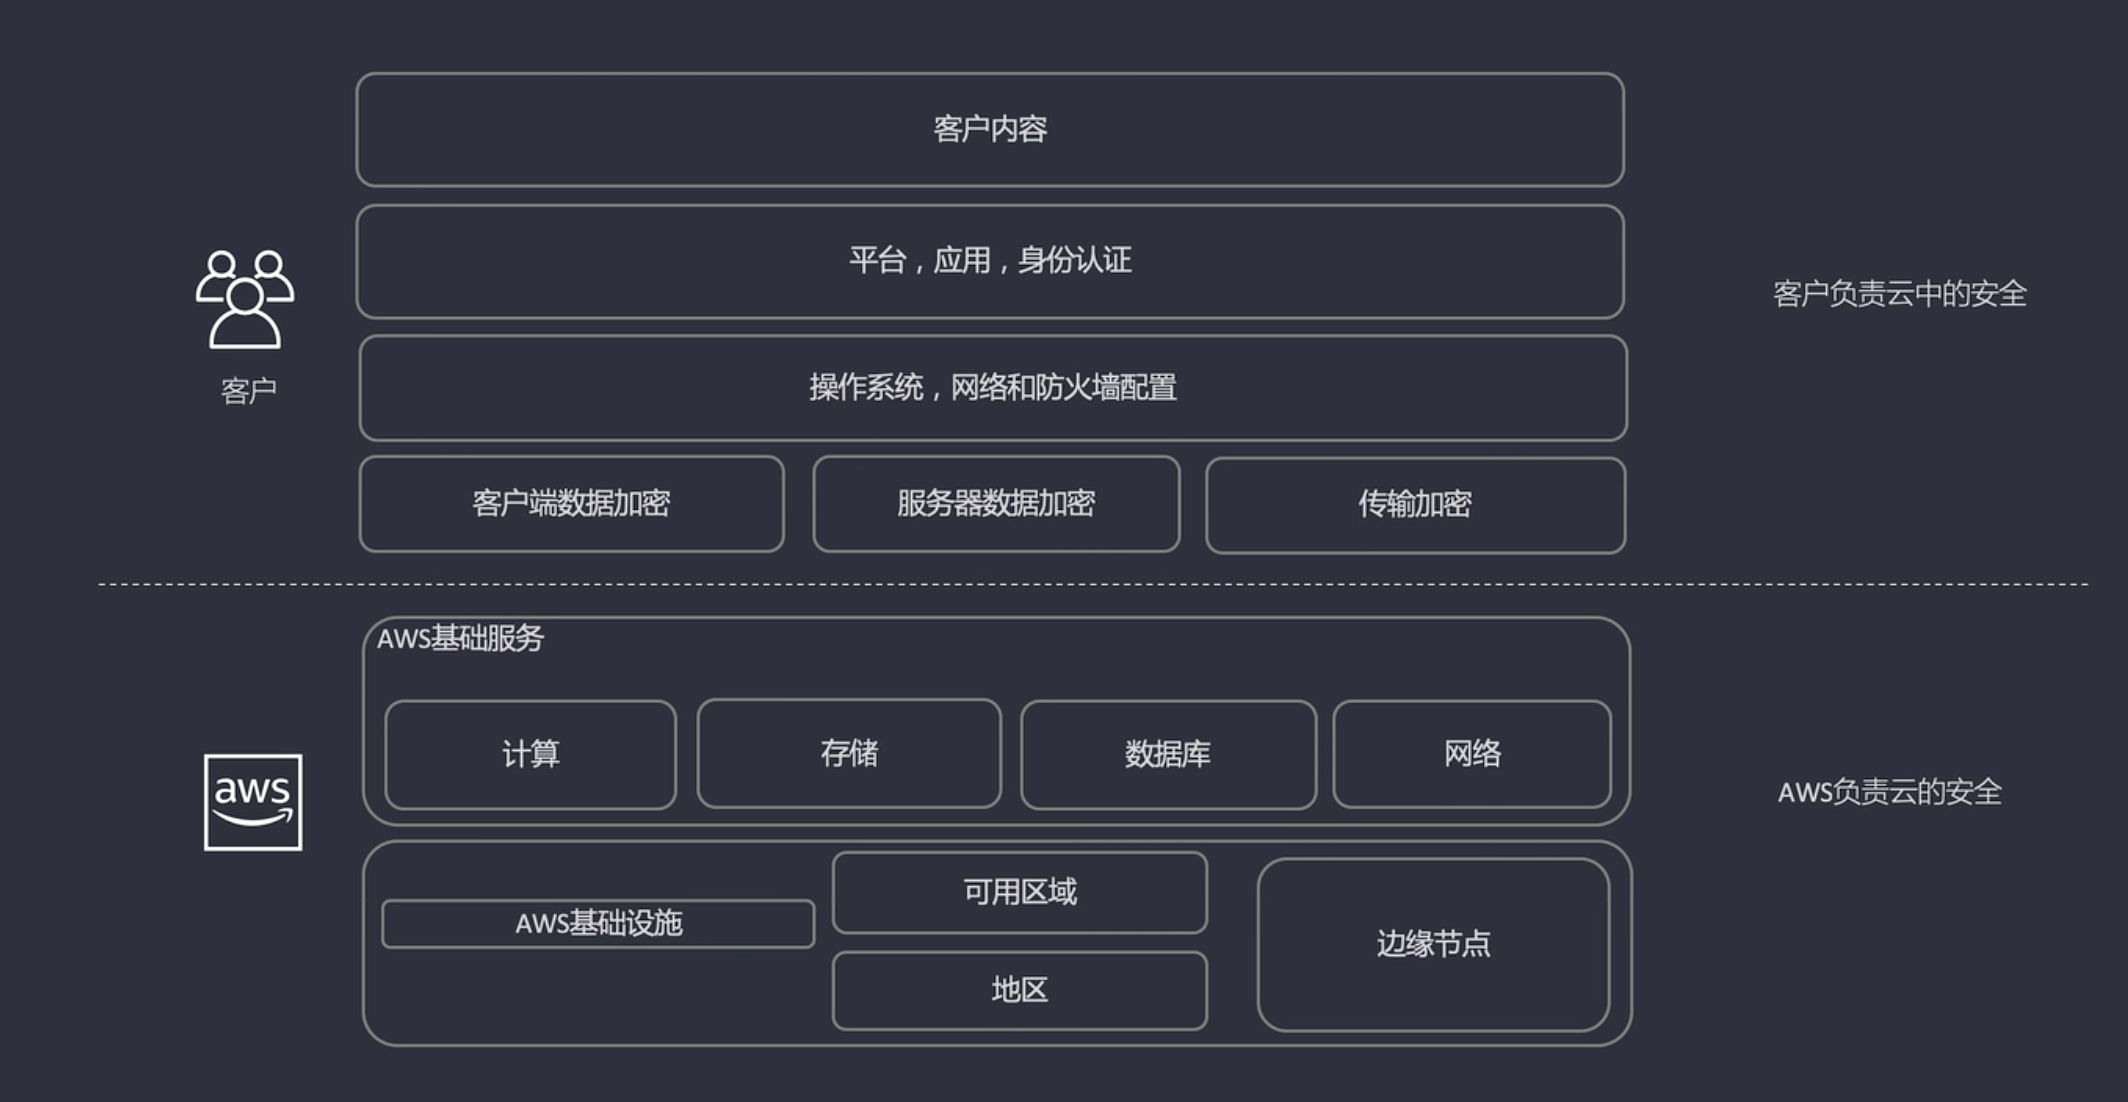 客户内容
平台，应用，身份认证
客户负责云中的安全
操作系统，网络和防火墙配置
客户
客户端数据加密
服务器数据加密
传输加密
AWS基础服务
计算
存储
数据库
网络
aws
AWS负责云的安全
可用区域
AWS基础设施
边缘节点
地区